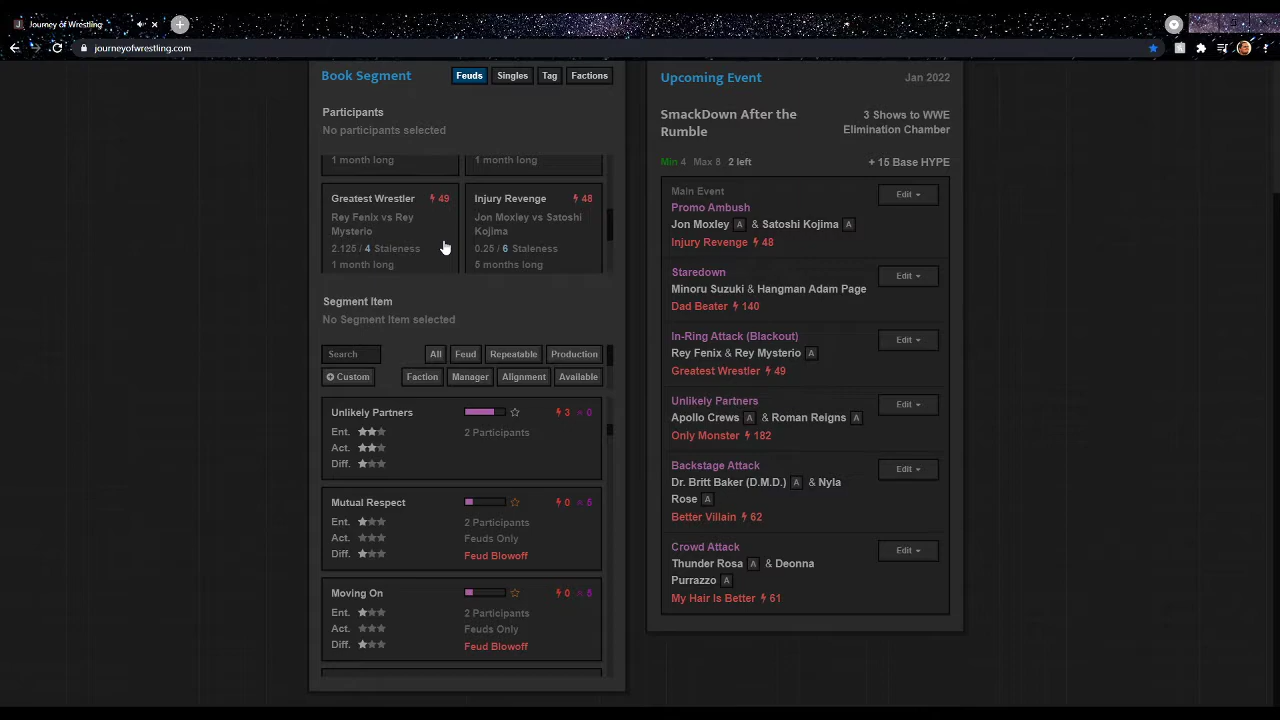 Journey of Wrestling
journeyofwrestling.com
Book Segment
Feuds
Singles
Tag
Factions
Participants
No participants selected
1 month long
1 month long
Greatest Wrestler
49
Rey Fenix vs Rey
Mysterio
2.125 / 4 Staleness
1 month long
Injury Revenge
48
Jon Moxley vs Satoshi
Kojima
0.25 / 6 Staleness
5 months long
Segment Item
No Segment Item selected
Search
All
Feud
Repeatable
Production
Custom
Faction
Manager
Alignment
Available
Unlikely Partners
3
0
Ent.
2 Participants
Act.
Diff.
Mutual Respect
0
5
Ent.
2 Participants
Act.
Feuds Only
Diff.
Feud Blowoff
Moving On
0
5
Ent.
2 Participants
Act.
Feuds Only
Diff.
Feud Blowoff
Upcoming Event
Jan 2022
SmackDown After the
Rumble
3 Shows to WWE
Elimination Chamber
Min 4 Max 8 2 left
+ 15 Base HYPE
Main Event
Edit
Promo Ambush
Jon Moxley A & Satoshi Kojima A
Injury Revenge 48
Staredown
Edit
Minoru Suzuki & Hangman Adam Page
Dad Beater 140
In-Ring Attack (Blackout)
Edit
Rey Fenix & Rey Mysterio A
Greatest Wrestler 49
Unlikely Partners
Edit
Apollo Crews A & Roman Reigns A
Only Monster 182
Backstage Attack
Edit
Dr. Britt Baker (D.M.D.) A & Nyla
Rose A
Better Villain 62
Crowd Attack
Edit
Thunder Rosa A & Deonna
Purrazzo A
My Hair Is Better 61